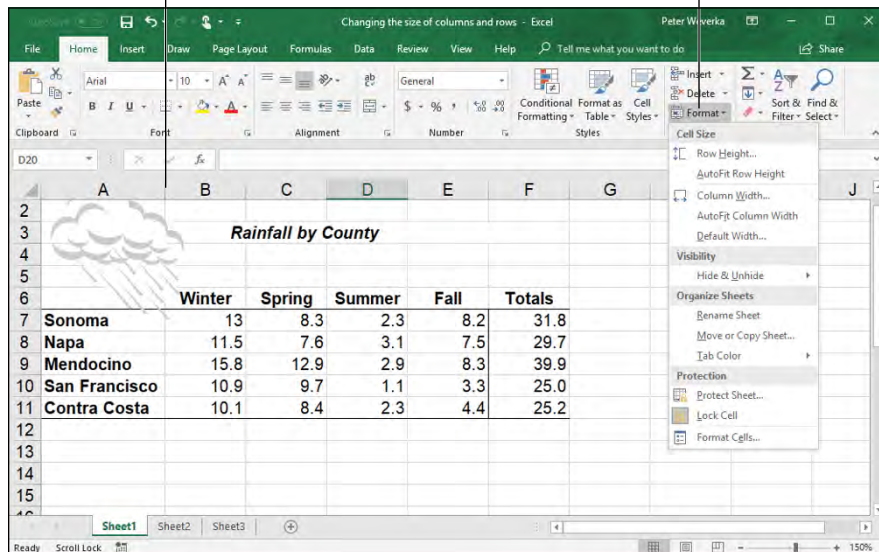 Changing the size of columns and rows - Excel
Peter Weverka
File Home Insert Draw Page Layout Formulas Data Review View Help Tell me what you want to do Share
Arial 10 A A ab General Insert
Paste B I U A $ % , Conditional Formatting Format as Table Cell Styles Delete Format Sort & Filter Find & Select
Clipboard Font Alignment Number Styles
D20 fx
Cell Size
Row Height...
AutoFit Row Height
Column Width...
AutoFit Column Width
Default Width...
Visibility
Hide & Unhide
Organize Sheets
Rename Sheet
Move or Copy Sheet...
Tab Color
Protection
Protect Sheet...
Lock Cell
Format Cells...
A B C D E F G J
2
3 Rainfall by County
4
5
6 Winter Spring Summer Fall Totals
7 Sonoma 13 8.3 2.3 8.2 31.8
8 Napa 11.5 7.6 3.1 7.5 29.7
9 Mendocino 15.8 12.9 2.9 8.3 39.9
10 San Francisco 10.9 9.7 1.1 3.3 25.0
11 Contra Costa 10.1 8.4 2.3 4.4 25.2
12
13
14
15
Sheet1 Sheet2 Sheet3
Ready Scroll Lock 150%